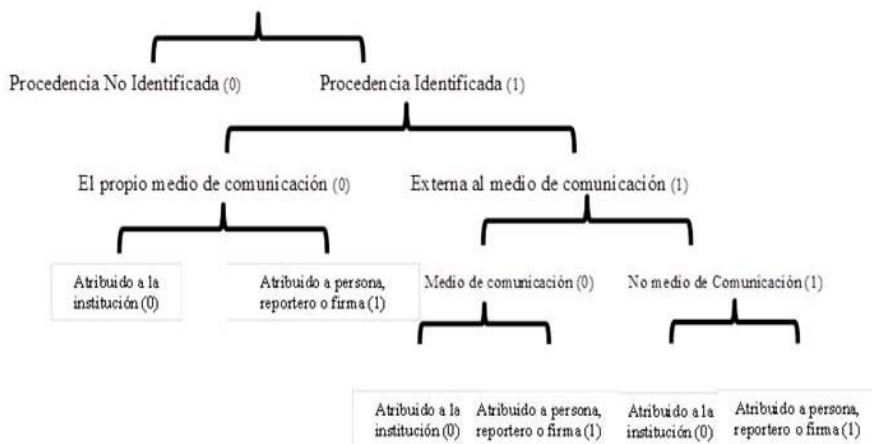 Procedencia No Identificada (0) Procedencia Identificada (1)
El propio medio de comunicación (0) Externa al medio de comunicación (1)
Atribuido a la
institución (0)
Atribuido a persona,
reportero o firma (1)
Medio de comunicación (0) No medio de Comunicación (1)
Atribuido a la
institución (0)
Atribuido a persona,
reportero o firma (1)
Atribuido a la
institución (0)
Atribuido a persona,
reportero o firma (1)